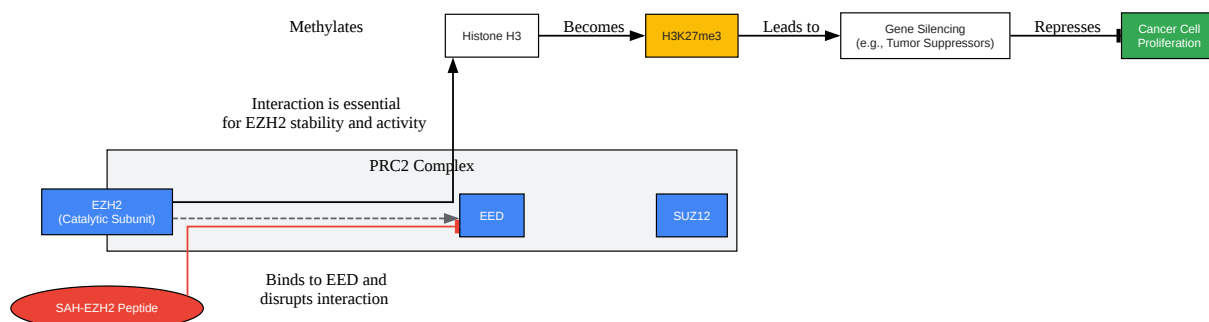 Methylates
Histone H3
Becomes
H3K27me3
Leads to
Gene Silencing
(e.g., Tumor Suppressors)
Represses
Cancer Cell
Proliferation
Interaction is essential
for EZH2 stability and activity
PRC2 Complex
EZH2
(Catalytic Subunit)
EED
SUZ12
Binds to EED and
disrupts interaction
SAH-EZH2 Peptide